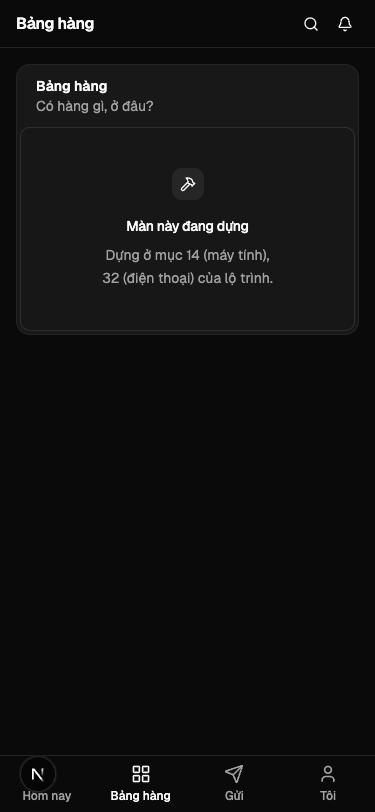 Bảng hàng
Bảng hàng
Có hàng gì, ở đâu?
Màn này đang dựng
Dựng ở mục 14 (máy tính),
32 (điện thoại) của lộ trình.
N
Hôm nay
Bảng hàng
Gửi
Tôi